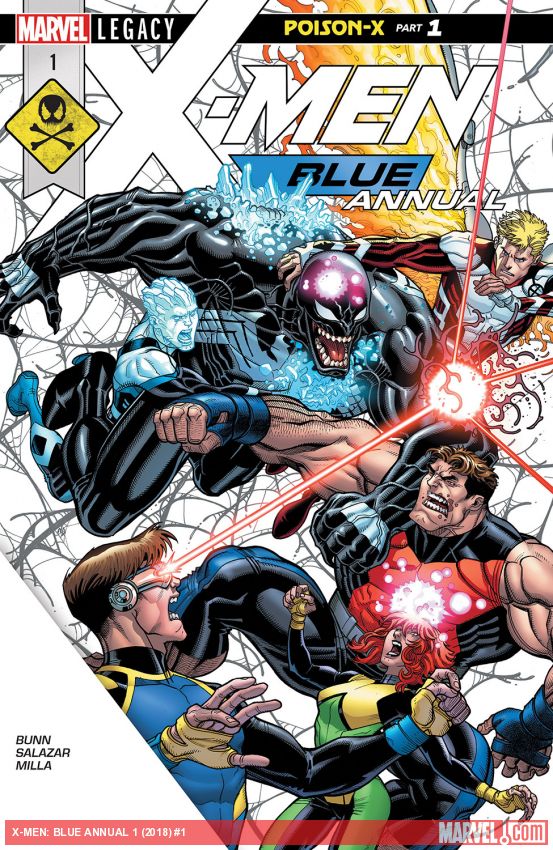 MARVEL LEGACY
POISON-X PART 1
1
X-MEN
BLUE
ANNUAL
BUNN
SALAZAR
MILLA
X-MEN: BLUE ANNUAL 1 (2018) #1
MARVEL.com